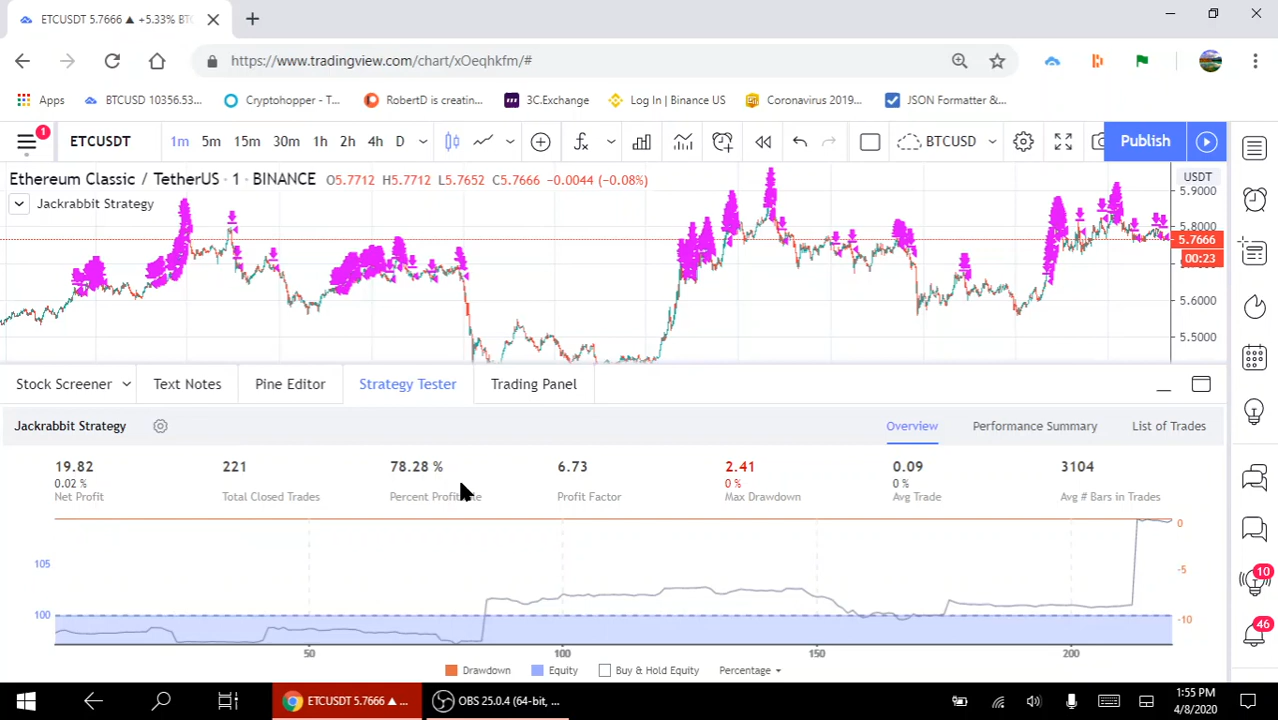 ETCUSDT 5.7666 ▲ +5.33% BTC
https://www.tradingview.com/chart/xOeqhkfm/#
Apps BTCUSD 10356.53... Cryptohopper - T... RobertD is creatin... 3C.Exchange Log In | Binance US Coronavirus 2019... JSON Formatter &...
1 ETCUSDT 1m 5m 15m 30m 1h 2h 4h D BTCUSD Publish
Ethereum Classic / TetherUS · 1 · BINANCE O5.7712 H5.7712 L5.7652 C5.7666 -0.0044 (-0.08%) USDT
5.9000
Jackrabbit Strategy
5.8000
5.7666
00:23
5.6000
5.5000
Stock Screener Text Notes Pine Editor Strategy Tester Trading Panel
Jackrabbit Strategy Overview Performance Summary List of Trades
19.82 221 78.28 % 6.73 2.41 0.09 3104
0.02 % 0 % 0 %
Net Profit Total Closed Trades Percent Profitable Profit Factor Max Drawdown Avg Trade Avg # Bars in Trades
0
105
-5
10
100
-10
46
50 100 150 200
Drawdown Equity Buy & Hold Equity Percentage
ETCUSDT 5.7666 ▲ ... OBS 25.0.4 (64-bit, ...
1:55 PM
4/8/2020